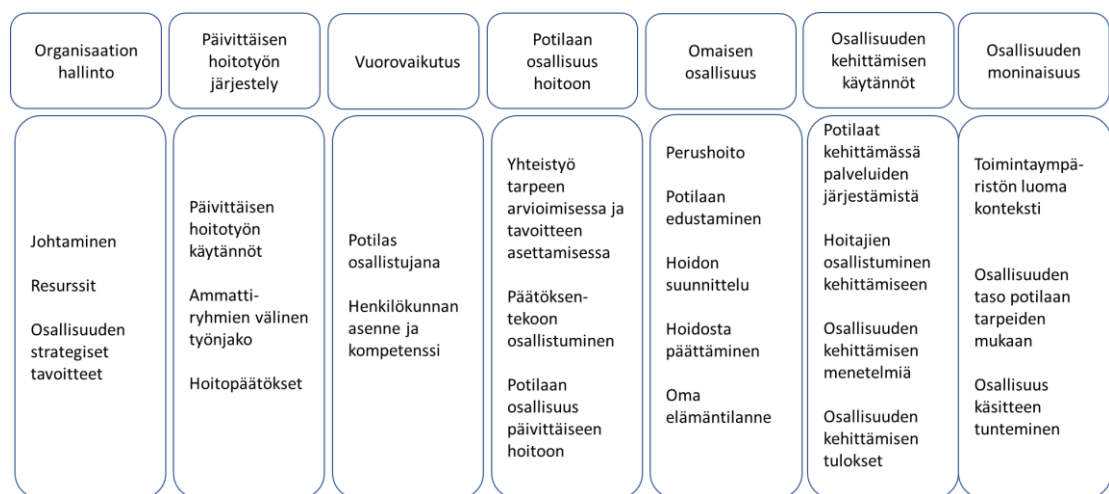 Organisaation
hallinto
Päivittäisen
hoitotyön
järjestely
Vuorovaikutus
Potilaan
osallisuus
hoitoon
Omaisen
osallisuus
Osallisuuden
kehittämisen
käytännöt
Osallisuuden
moninaisuus
Johtaminen
Resurssit
Osallisuuden
strategiset
tavoitteet
Päivittäisen
hoitotyön
käytännöt
Ammatti-
ryhmien välinen
työnjako
Hoitopäätökset
Potilas
osallistujana
Henkilökunnan
asenne ja
kompetenssi
Yhteistyö
tarpeen
arvioimisessa ja
tavoitteen
asettamisessa
Päätöksen-
tekoon
osallistuminen
Potilaan
osallisuus
päivittäiseen
hoitoon
Perushoito
Potilaan
edustaminen
Hoidon
suunnittelu
Hoidosta
päättäminen
Oma
elämäntilanne
Potilaat
kehittämässä
palveluiden
järjestämistä
Hoitajien
osallistuminen
kehittämiseen
Osallisuuden
kehittämisen
menetelmiä
Osallisuuden
kehittämisen
tulokset
Toimintaympä-
ristön luoma
konteksti
Osallisuuden
taso potilaan
tarpeiden
mukaan
Osallisuus
käsitteen
tunteminen